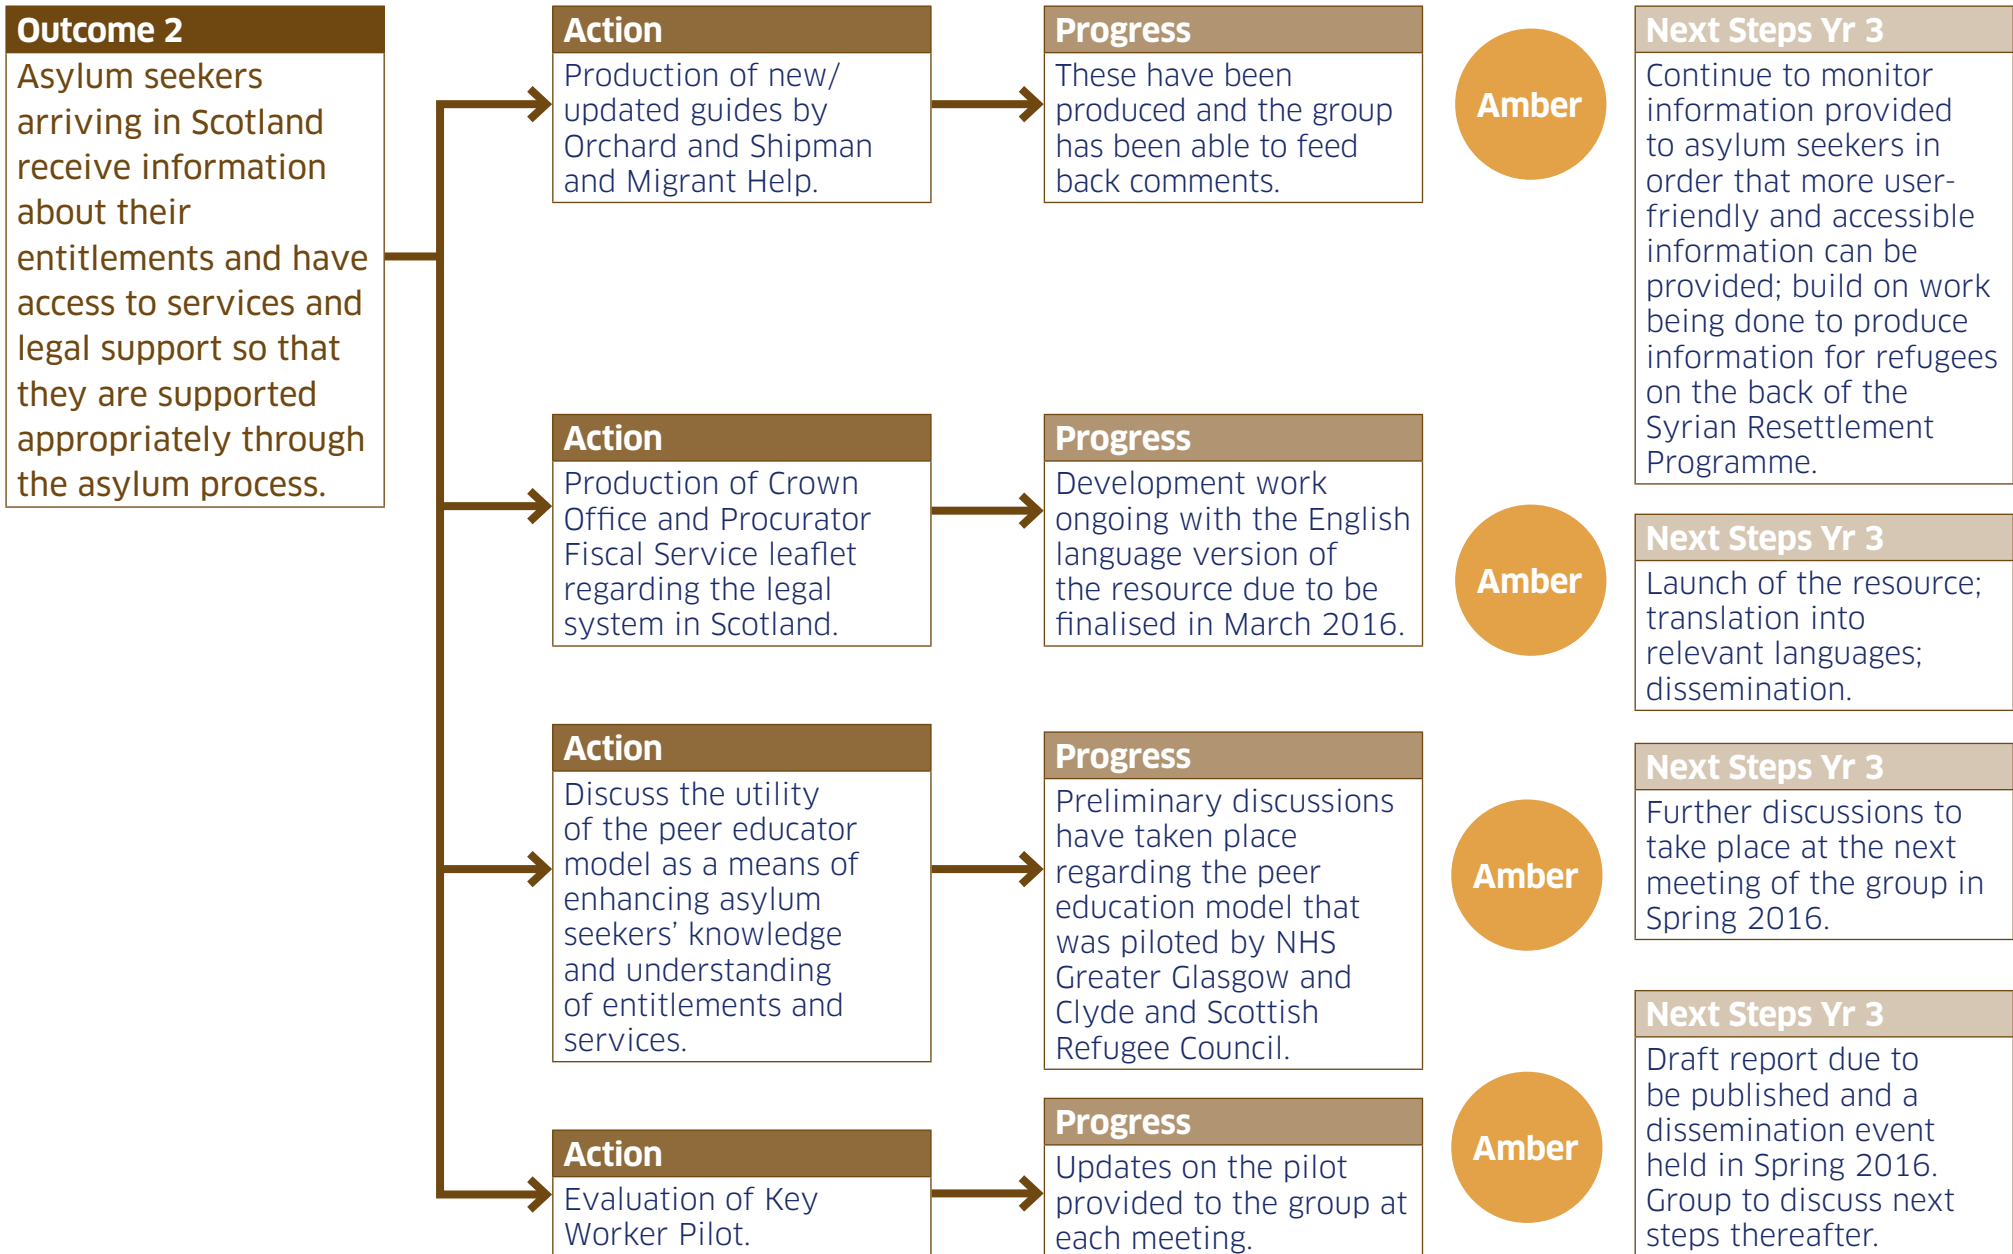 Outcome 2
Asylum seekers
arriving in Scotland
receive information
about their
entitlements and have
access to services and
legal support so that
they are supported
appropriately through
the asylum process.
Action
Production of new/
updated guides by
Orchard and Shipman
and Migrant Help.
Progress
These have been
produced and the group
has been able to feed
back comments.
Amber
Next Steps Yr 3
Continue to monitor
information provided
to asylum seekers in
order that more user-
friendly and accessible
information can be
provided; build on work
being done to produce
information for refugees
on the back of the
Syrian Resettlement
Programme.
Action
Production of Crown
Office and Procurator
Fiscal Service leaflet
regarding the legal
system in Scotland.
Progress
Development work
ongoing with the English
language version of
the resource due to be
finalised in March 2016.
Amber
Next Steps Yr 3
Launch of the resource;
translation into
relevant languages;
dissemination.
Action
Discuss the utility
of the peer educator
model as a means of
enhancing asylum
seekers’ knowledge
and understanding
of entitlements and
services.
Progress
Preliminary discussions
have taken place
regarding the peer
education model that
was piloted by NHS
Greater Glasgow and
Clyde and Scottish
Refugee Council.
Amber
Next Steps Yr 3
Further discussions to
take place at the next
meeting of the group in
Spring 2016.
Action
Evaluation of Key
Worker Pilot.
Progress
Updates on the pilot
provided to the group at
each meeting.
Amber
Next Steps Yr 3
Draft report due to
be published and a
dissemination event
held in Spring 2016.
Group to discuss next
steps thereafter.